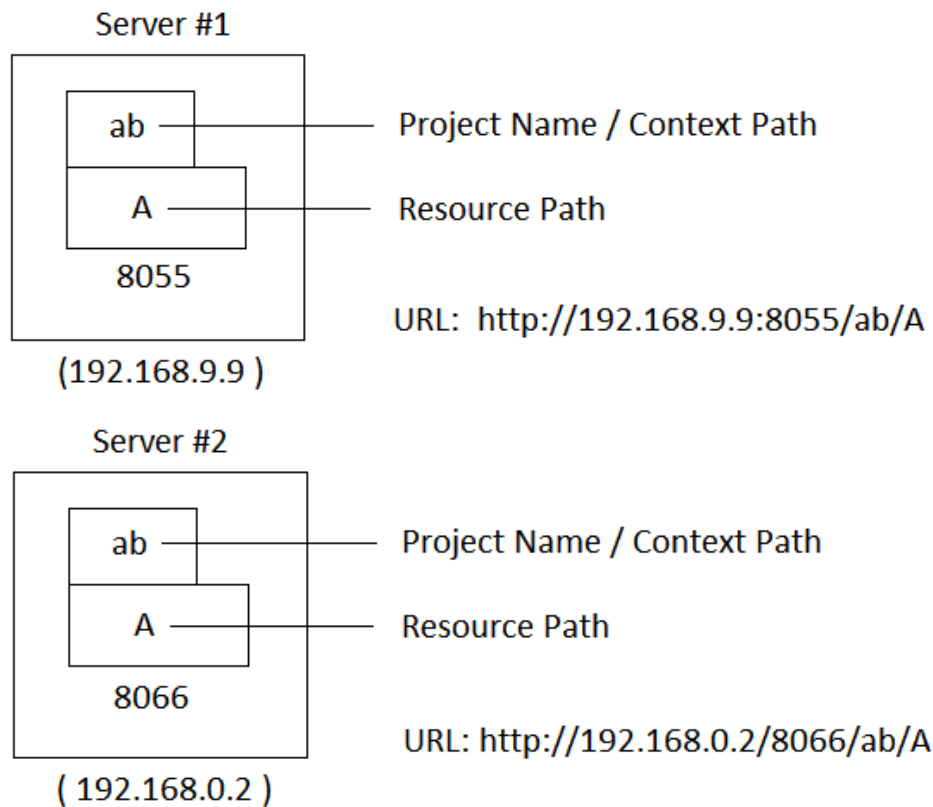 Server #1
ab
Project Name / Context Path
A
Resource Path
8055
URL: http://192.168.9.9:8055/ab/A
(192.168.9.9 )
Server #2
ab
Project Name / Context Path
A
Resource Path
8066
URL: http://192.168.0.2/8066/ab/A
( 192.168.0.2 )